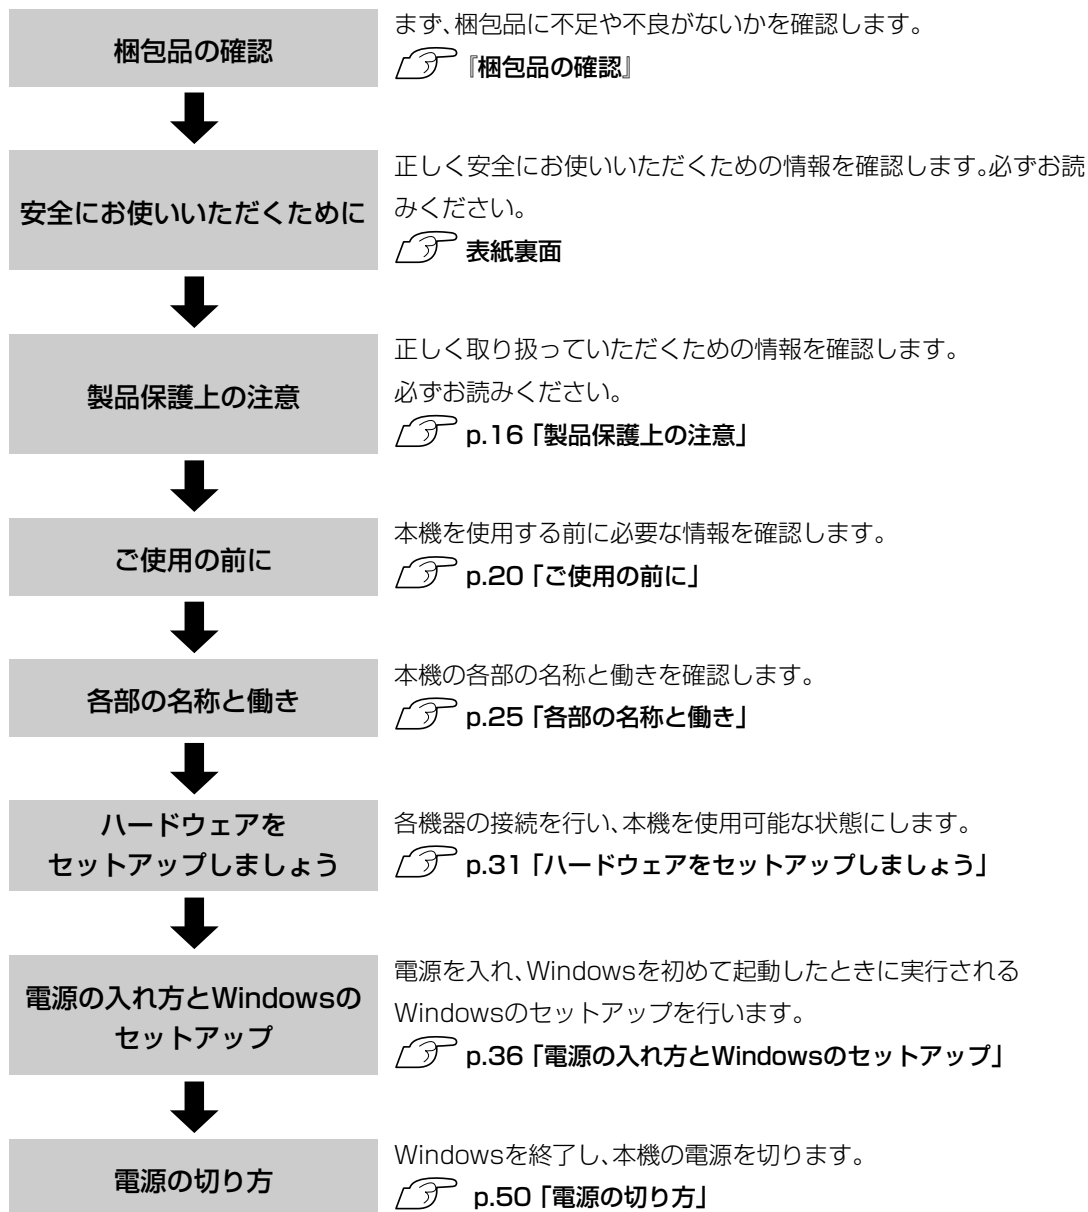 梱包品の確認
まず、梱包品に不足や不良がないかを確認します。
『梱包品の確認』
安全にお使いいただくために
正しく安全にお使いいただくための情報を確認します。必ずお読
みください。
表紙裏面
製品保護上の注意
正しく取り扱っていただくための情報を確認します。
必ずお読みください。
p.16「製品保護上の注意」
ご使用の前に
本機を使用する前に必要な情報を確認します。
p.20「ご使用の前に」
各部の名称と働き
本機の各部の名称と働きを確認します。
p.25「各部の名称と働き」
ハードウェアを
セットアップしましょう
各機器の接続を行い、本機を使用可能な状態にします。
p.31「ハードウェアをセットアップしましょう」
電源の入れ方とWindowsの
セットアップ
電源を入れ、Windowsを初めて起動したときに実行される
Windowsのセットアップを行います。
p.36「電源の入れ方とWindowsのセットアップ」
電源の切り方
Windowsを終了し、本機の電源を切ります。
p.50「電源の切り方」